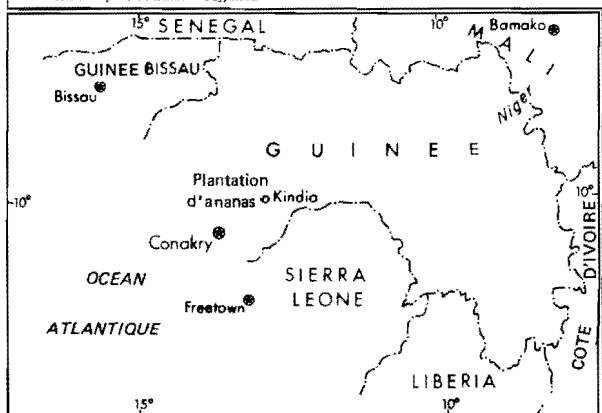 15° 10°
SENEGAL
Bamako
MALI
GUINEE BISSAU
Bissau
Niger
GUINEE
Plantation
d'ananas
Kindia
10° 10°
Conakry
COTE D'IVOIRE
OCEAN
ATLANTIQUE
SIERRA
LEONE
Freetown
LIBERIA
15° 10°